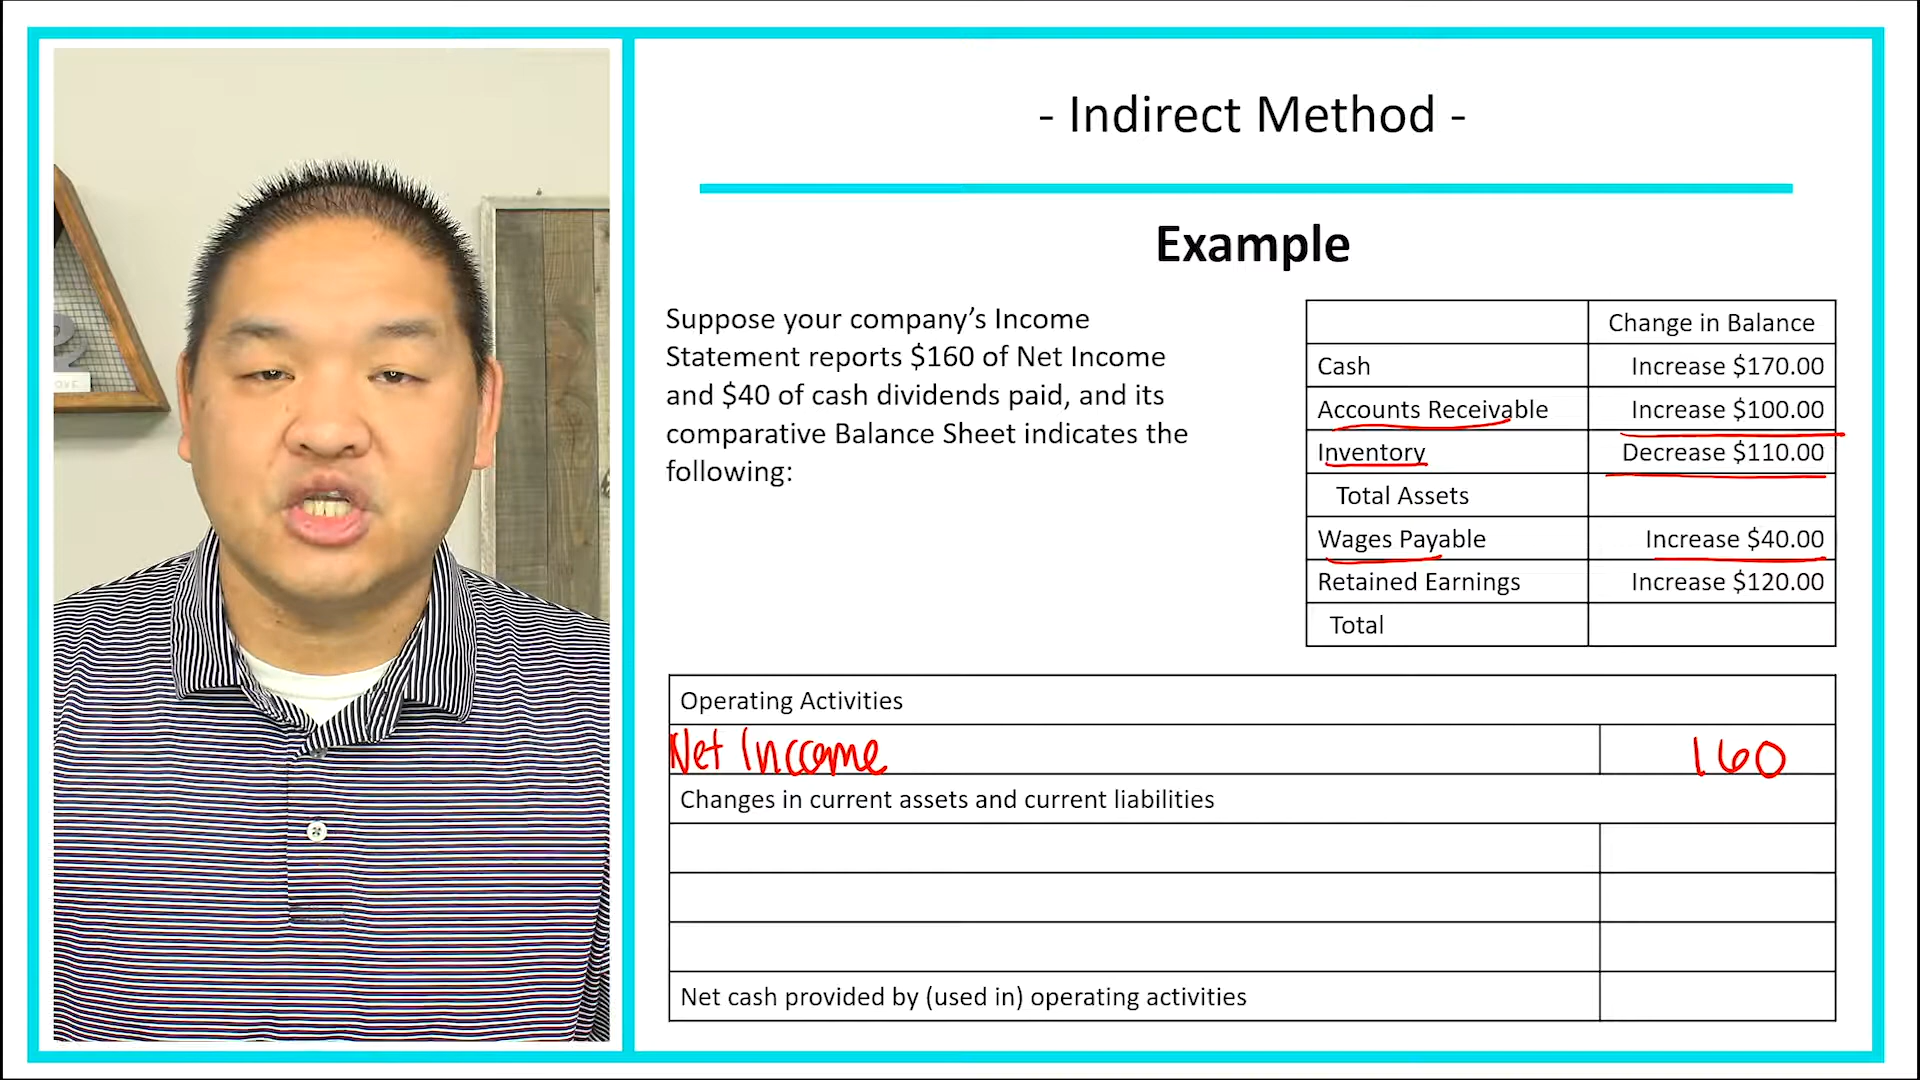 - Indirect Method -
Example
Suppose your company’s Income
Statement reports $160 of Net Income
and $40 of cash dividends paid, and its
comparative Balance Sheet indicates the
following:
Change in Balance
Cash Increase $170.00
Accounts Receivable Increase $100.00
Inventory Decrease $110.00
Total Assets
Wages Payable Increase $40.00
Retained Earnings Increase $120.00
Total
Operating Activities
Net Income 160
Changes in current assets and current liabilities
Net cash provided by (used in) operating activities